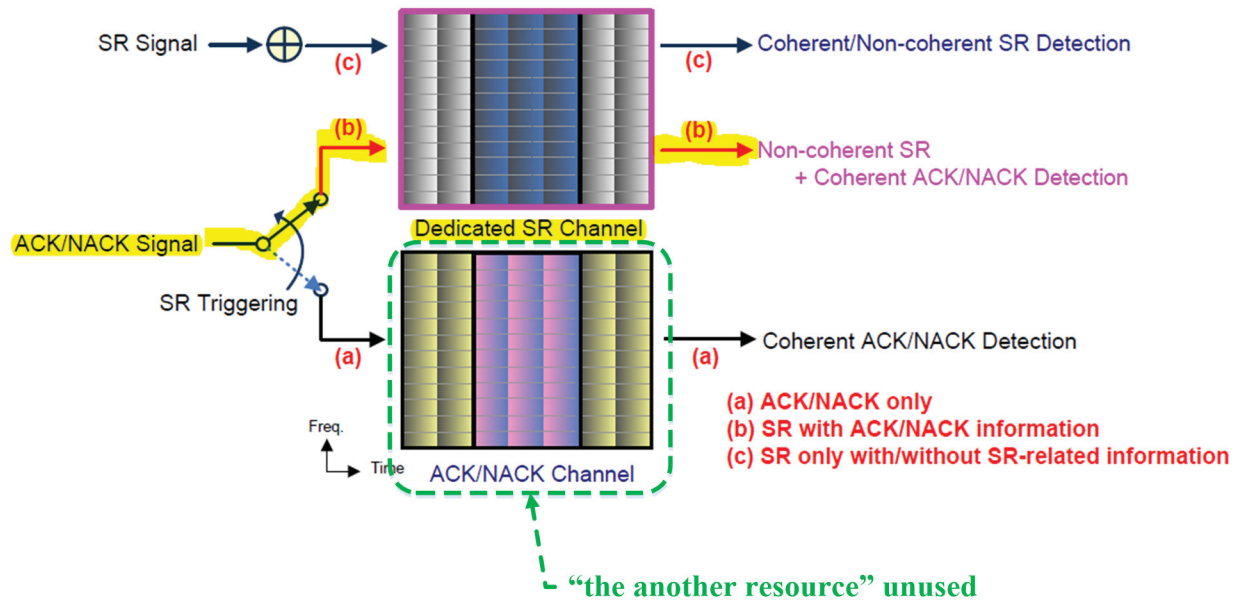 SR Signal
(c)
(c)
Coherent/Non-coherent SR Detection
(b)
(b)
Non-coherent SR
+ Coherent ACK/NACK Detection
Dedicated SR Channel
ACK/NACK Signal
SR Triggering
(a)
(a)
Coherent ACK/NACK Detection
(a) ACK/NACK only
(b) SR with ACK/NACK information
(c) SR only with/without SR-related information
Freq.
Time
ACK/NACK Channel
“the another resource” unused